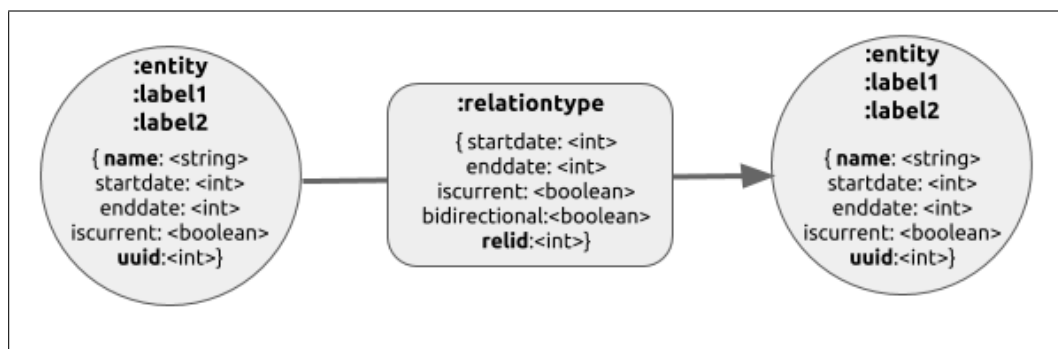 :entity
:label1
:label2
{ name: <string>
startdate: <int>
enddate: <int>
iscurrent: <boolean>
uuid:<int>}
:relationtype
{ startdate: <int>
enddate: <int>
iscurrent: <boolean>
bidirectional:<boolean>
relid:<int>}
:entity
:label1
:label2
{ name: <string>
startdate: <int>
enddate: <int>
iscurrent: <boolean>
uuid:<int>}